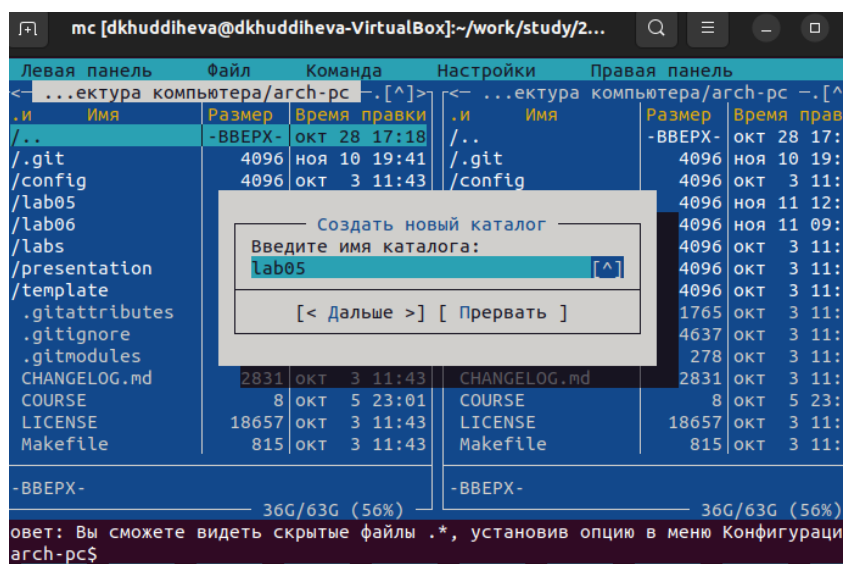 mc [dkhuddiheva@dkhuddiheva-VirtualBox]:~/work/study/2...
Левая панель Файл Команда Настройки Правая панель
<— ...ектура компьютера/arch-pc —.[^]>┐┌<— ...ектура компьютера/arch-pc —.[^
.и Имя Размер Время правки .и Имя Размер Время прав
/.. -ВВЕРХ- окт 28 17:18 /.. -ВВЕРХ- окт 28 17:
/.git 4096 ноя 10 19:41 /.git 4096 ноя 10 19:
/config 4096 окт 3 11:43 /config 4096 окт 3 11:
/lab05 4096 ноя 11 12:
/lab06 Создать новый каталог 4096 ноя 11 09:
/labs Введите имя каталога: 4096 окт 3 11:
/presentation lab05 [^] 4096 окт 3 11:
/template 4096 окт 3 11:
.gitattributes [< Дальше >] [ Прервать ] 1765 окт 3 11:
.gitignore 4637 окт 3 11:
.gitmodules 278 окт 3 11:
CHANGELOG.md 2831 окт 3 11:43 CHANGELOG.md 2831 окт 3 11:
COURSE 8 окт 5 23:01 COURSE 8 окт 5 23:
LICENSE 18657 окт 3 11:43 LICENSE 18657 окт 3 11:
Makefile 815 окт 3 11:43 Makefile 815 окт 3 11:
-ВВЕРХ- -ВВЕРХ-
36G/63G (56%) 36G/63G (56%)
овет: Вы сможете видеть скрытые файлы .*, установив опцию в меню Конфигураци
arch-pc$